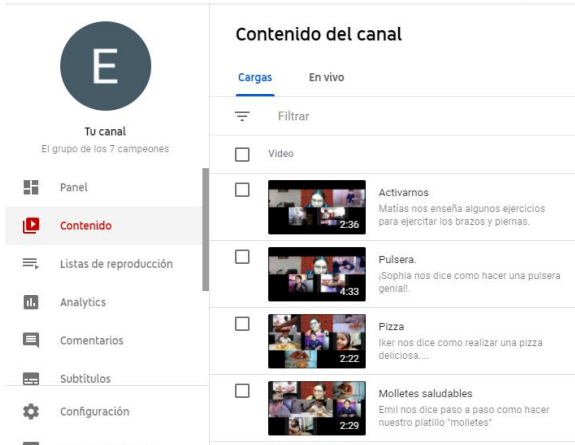 E
Tu canal
El grupo de los 7 campeones
Panel
Contenido
Listas de reproducción
Analytics
Comentarios
Subtítulos
Configuración
Contenido del canal
Cargas En vivo
Filtrar
Video
2:36
Activarnos
Matías nos enseña algunos ejercicios
para ejercitar los brazos y piernas.
4:33
Pulsera.
¡Sophia nos dice como hacer una pulsera
genial!.
2:22
Pizza
Iker nos dice como realizar una pizza
deliciosa....
2:29
Molletes saludables
Emil nos dice paso a paso como hacer
nuestro platillo "molletes"